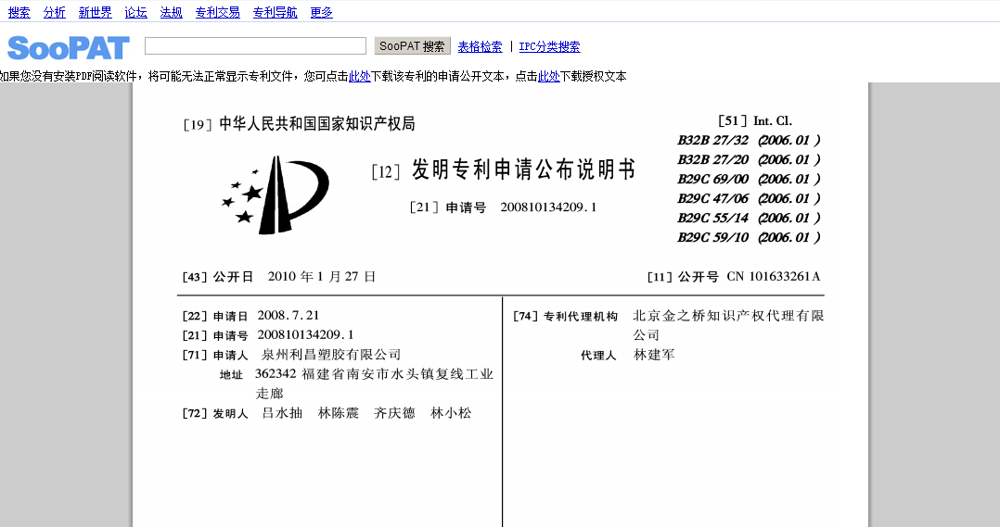 搜索 分析 新世界 论坛 法规 专利交易 专利导航 更多
SooPAT SooPAT 搜索 表格检索 | IPC分类搜索
如果您没有安装PDF阅读软件，将可能无法正常显示专利文件，您可点击此处下载该专利的申请公开文本，点击此处下载授权文本
[19] 中华人民共和国国家知识产权局
[51] Int. Cl.
B32B 27/32 (2006.01)
B32B 27/20 (2006.01)
B29C 69/00 (2006.01)
B29C 47/06 (2006.01)
B29C 55/14 (2006.01)
B29C 59/10 (2006.01)
[12] 发明专利申请公布说明书
[21] 申请号 200810134209.1
[43] 公开日 2010 年 1 月 27 日
[11] 公开号 CN 101633261A
[22] 申请日 2008.7.21
[21] 申请号 200810134209.1
[71] 申请人 泉州利昌塑胶有限公司
地址 362342 福建省南安市水头镇复线工业
走廊
[72] 发明人 吕水抽 林陈震 齐庆德 林小松
[74] 专利代理机构 北京金之桥知识产权代理有限
公司
代理人 林建军